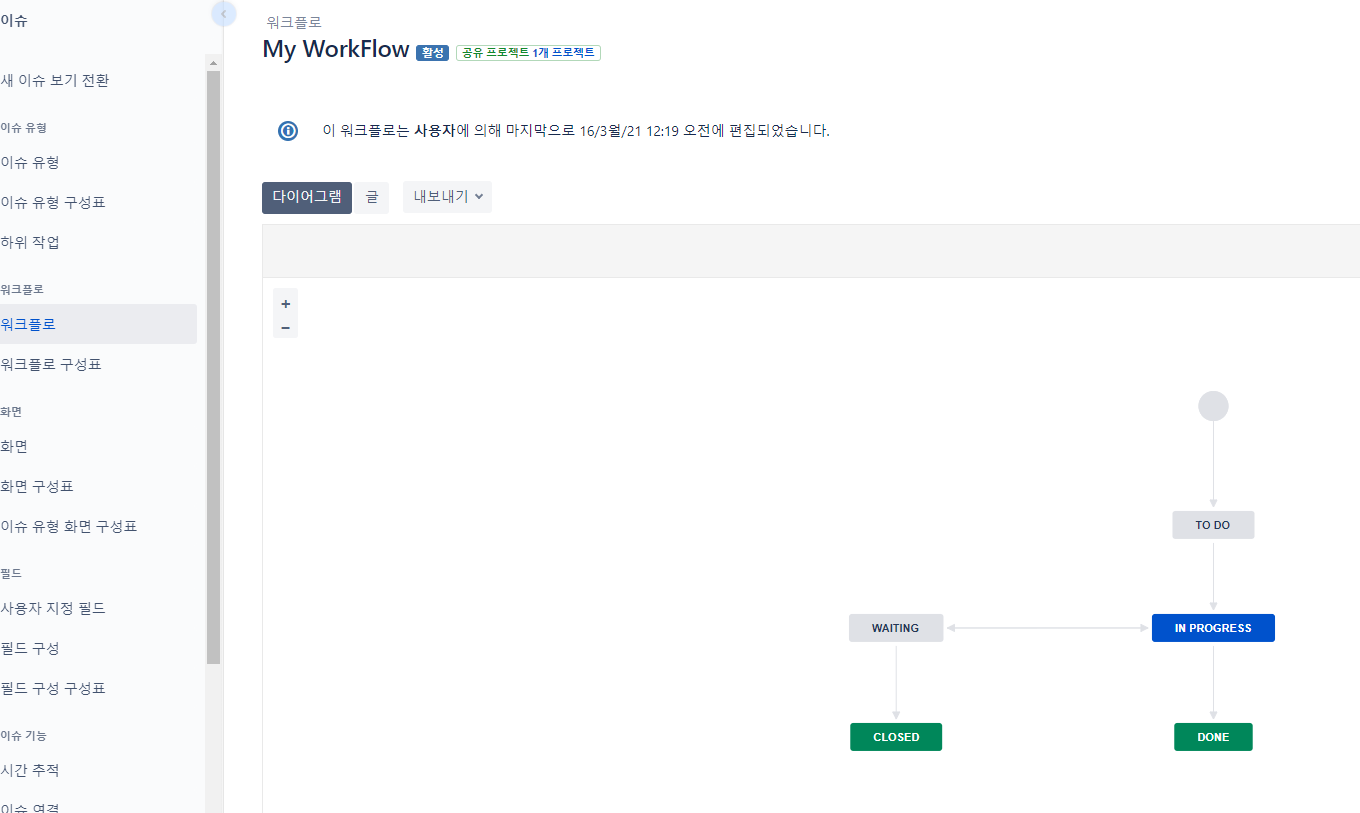 이슈
새 이슈 보기 전환
이슈 유형
이슈 유형
이슈 유형 구성표
하위 작업
워크플로
워크플로
워크플로 구성표
화면
화면
화면 구성표
이슈 유형 화면 구성표
필드
사용자 지정 필드
필드 구성
필드 구성 구성표
이슈 기능
시간 추적
이슈 연결
워크플로
My WorkFlow 활성 공유 프로젝트 1개 프로젝트
이 워크플로는 사용자에 의해 마지막으로 16/3월/21 12:19 오전에 편집되었습니다.
다이어그램 글 내보내기
+
−
TO DO
WAITING IN PROGRESS
CLOSED DONE